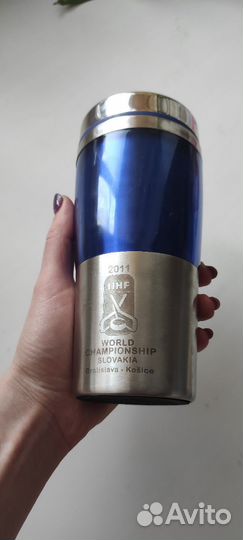 2011
IIHF
WORLD
CHAMPIONSHIP
SLOVAKIA
Bratislava • Košice
Avito